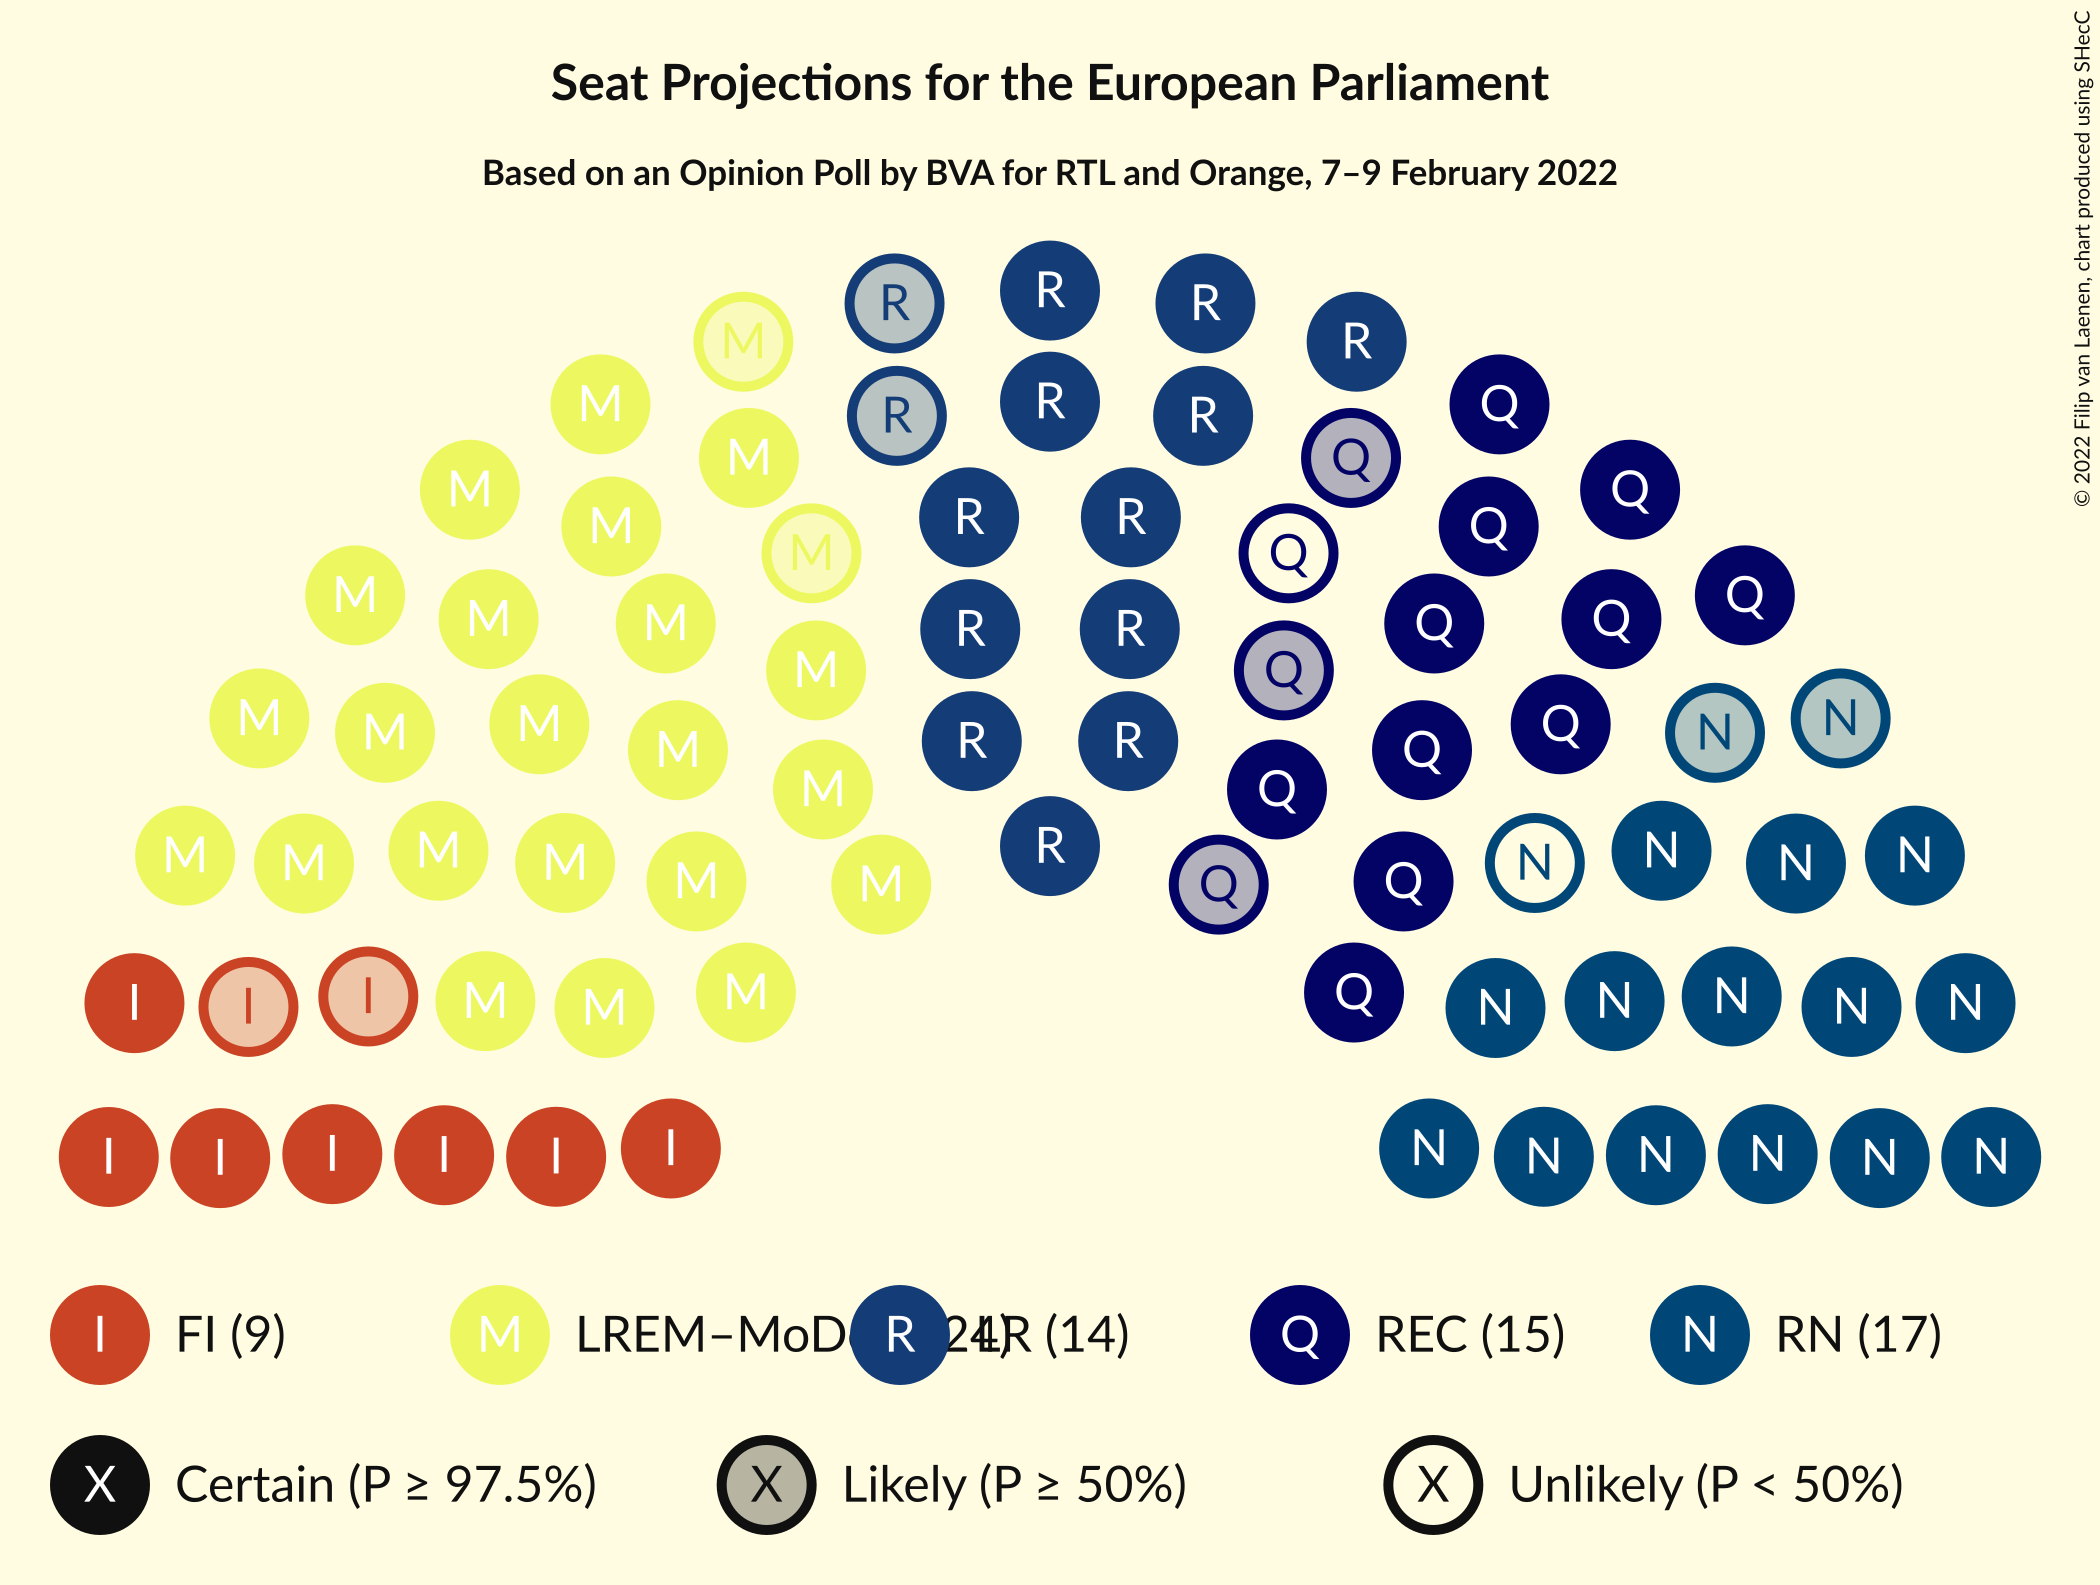 Seat Projections for the European Parliament
Based on an Opinion Poll by BVA for RTL and Orange, 7–9 February 2022
© 2022 Filip van Laenen, chart produced using SHecC
R R R
M R
M Q
R R
M M Q
M Q
M Q
R R
M Q
M Q
M M Q Q
R R
M Q
M N
M M Q N
R R
M M Q Q
M Q
R
M M N N
M M N N
M M Q Q
M M Q Q
I I I M M M Q N N N N N
I I I I I I N N N N N N
I FI (9) M LREM–MoD 24) R LR (14) Q REC (15) N RN (17)
X Certain (P ≥ 97.5%) X Likely (P ≥ 50%) X Unlikely (P < 50%)